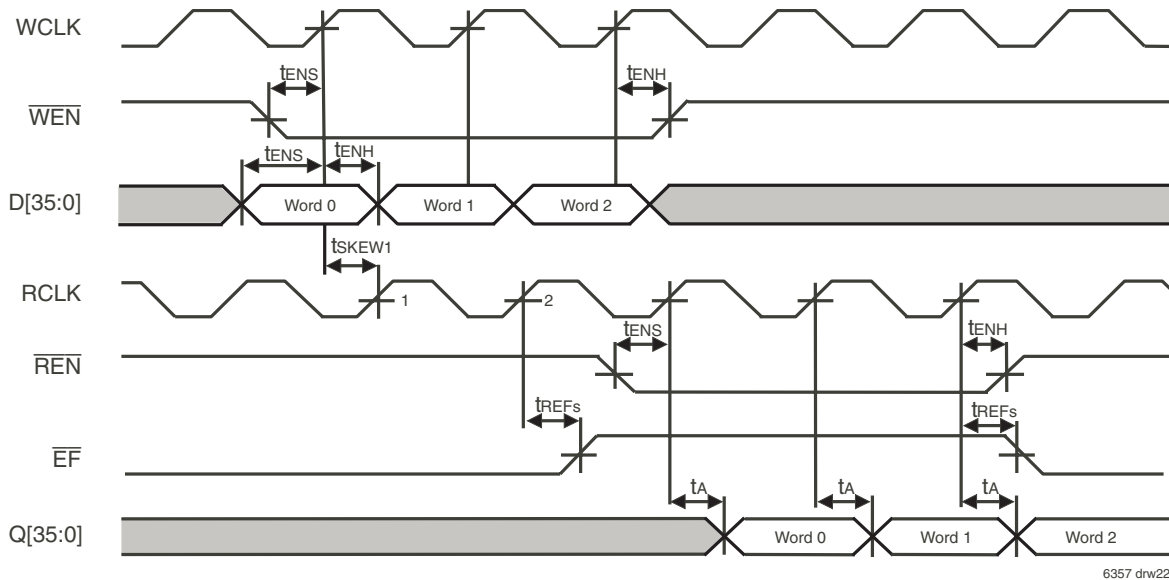 WCLK
tENS
tENH
WEN
tENS
tENH
D[35:0]
Word 0
Word 1
Word 2
tSKEW1
RCLK
1
2
tENS
tENH
REN
tREFs
tREFs
EF
tA
tA
tA
Q[35:0]
Word 0
Word 1
Word 2
6357 drw22